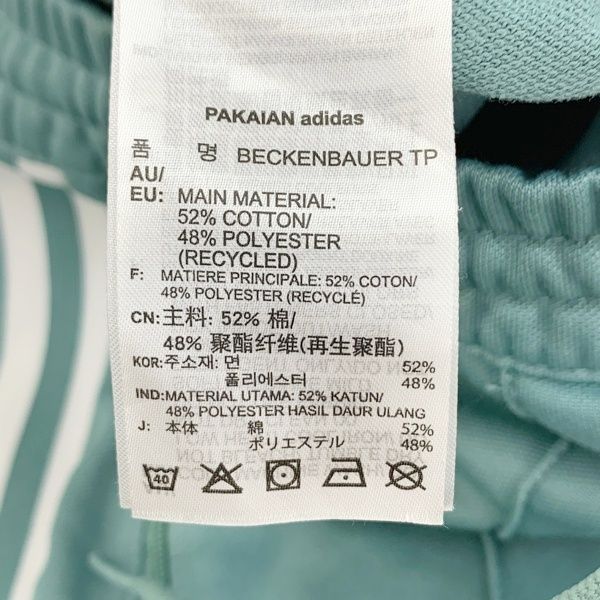 PAKAIAN adidas
품 명 BECKENBAUER TP
AU/
EU: MAIN MATERIAL:
52% COTTON/
48% POLYESTER
(RECYCLED)
F: MATIERE PRINCIPALE: 52% COTON/
48% POLYESTER (RECYCLÉ)
CN: 主料: 52% 棉/
48% 聚酯纤维(再生聚酯)
KOR: 주소재: 면 52%
폴리에스터 48%
IND: MATERIAL UTAMA: 52% KATUN/
48% POLYESTER HASIL DAUR ULANG
J: 本体 綿 52%
ポリエステル 48%
40